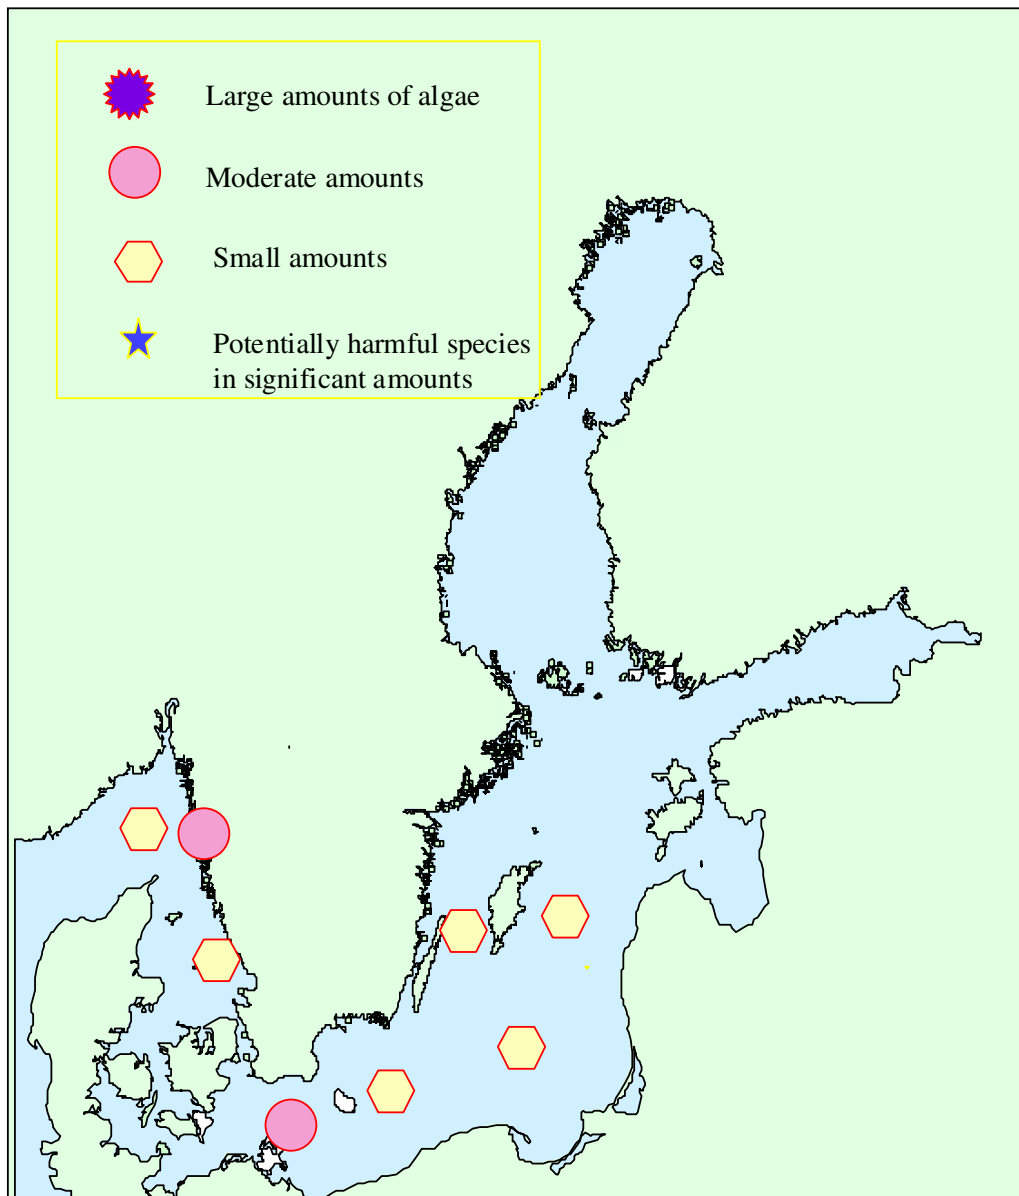 Large amounts of algae
Moderate amounts
Small amounts
Potentially harmful species
in significant amounts